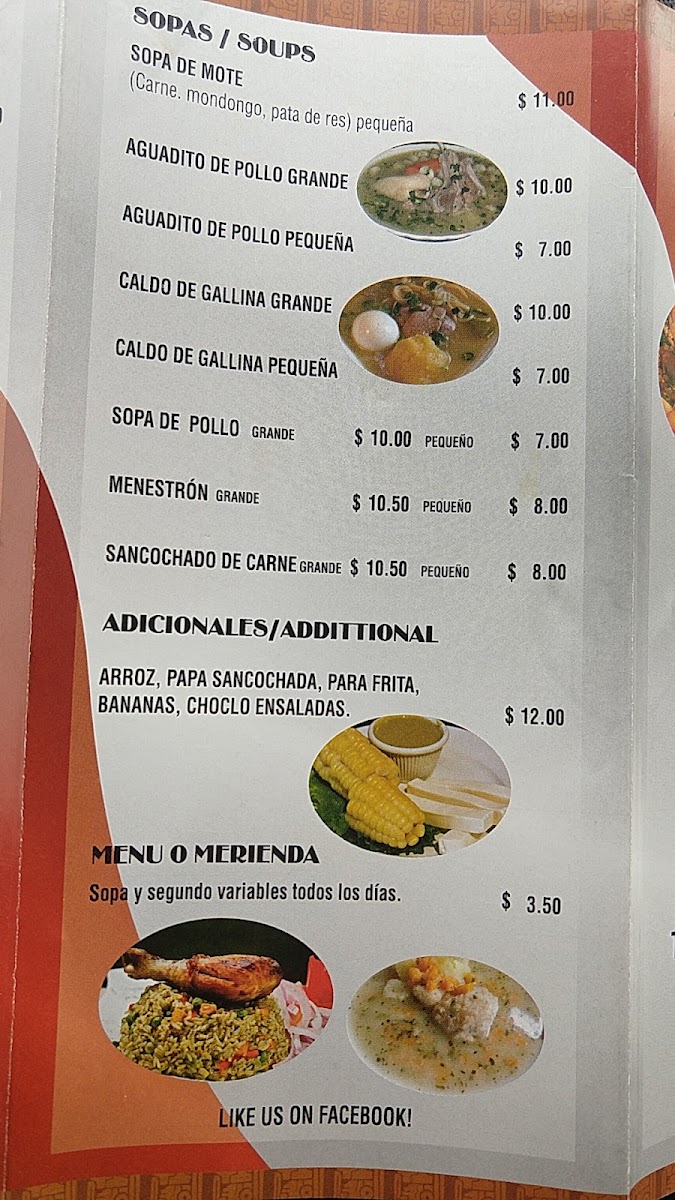 SOPAS / SOUPS
SOPA DE MOTE
(Carne. mondongo, pata de res) pequeña $ 11.00
AGUADITO DE POLLO GRANDE $ 10.00
AGUADITO DE POLLO PEQUEÑA $ 7.00
CALDO DE GALLINA GRANDE $ 10.00
CALDO DE GALLINA PEQUEÑA $ 7.00
SOPA DE POLLO GRANDE $ 10.00 PEQUEÑO $ 7.00
MENESTRÓN GRANDE $ 10.50 PEQUEÑO $ 8.00
SANCOCHADO DE CARNE GRANDE $ 10.50 PEQUEÑO $ 8.00
ADICIONALES/ADDITTIONAL
ARROZ, PAPA SANCOCHADA, PARA FRITA,
BANANAS, CHOCLO ENSALADAS. $ 12.00
MENU O MERIENDA
Sopa y segundo variables todos los días. $ 3.50
LIKE US ON FACEBOOK!